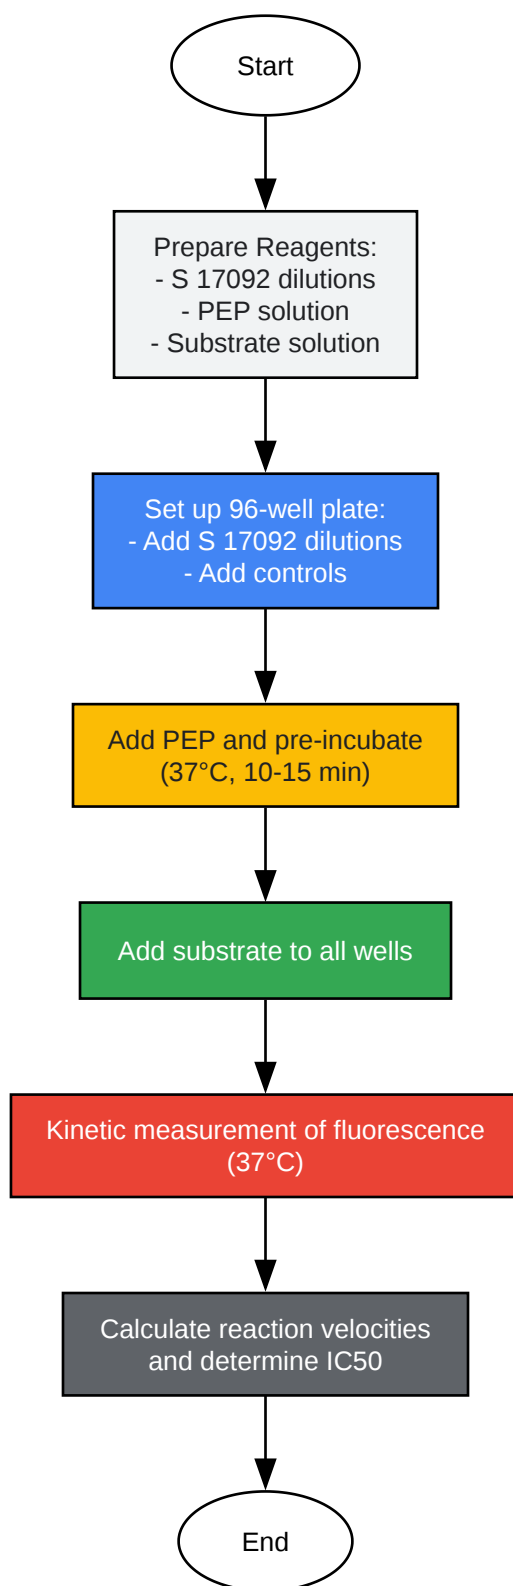 Start
Prepare Reagents:
- S 17092 dilutions
- PEP solution
- Substrate solution
Set up 96-well plate:
- Add S 17092 dilutions
- Add controls
Add PEP and pre-incubate
(37°C, 10-15 min)
Add substrate to all wells
Kinetic measurement of fluorescence
(37°C)
Calculate reaction velocities
and determine IC50
End